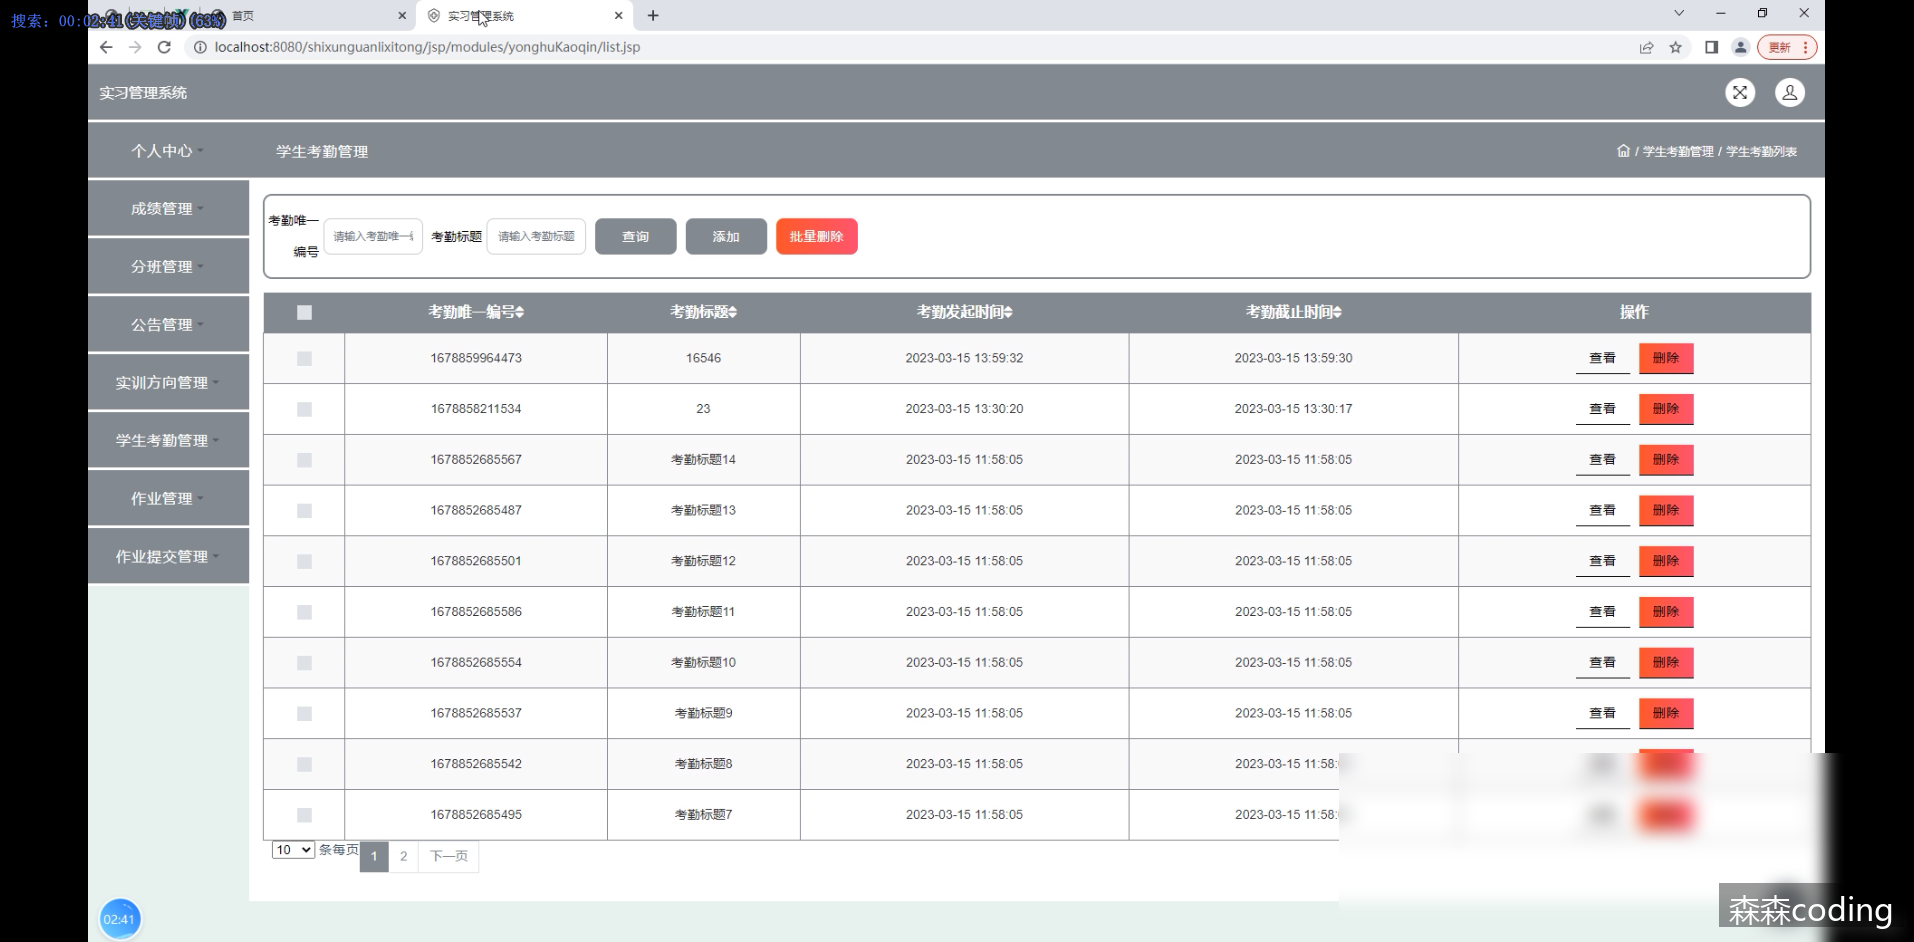 搜索：00:02:41(关键帧)(63%)
首页
实习管理系统
localhost:8080/shixunguanlixitong/jsp/modules/yonghuKaoqin/list.jsp
更新
实习管理系统
个人中心
学生考勤管理
/ 学生考勤管理 / 学生考勤列表
成绩管理
分班管理
公告管理
实训方向管理
学生考勤管理
作业管理
作业提交管理
考勤唯一
编号
请输入考勤唯一编
考勤标题
请输入考勤标题
查询
添加
批量删除
考勤唯一编号 考勤标题 考勤发起时间 考勤截止时间 操作
1678859964473 16546 2023-03-15 13:59:32 2023-03-15 13:59:30 查看 删除
1678858211534 23 2023-03-15 13:30:20 2023-03-15 13:30:17 查看 删除
1678852685567 考勤标题14 2023-03-15 11:58:05 2023-03-15 11:58:05 查看 删除
1678852685487 考勤标题13 2023-03-15 11:58:05 2023-03-15 11:58:05 查看 删除
1678852685501 考勤标题12 2023-03-15 11:58:05 2023-03-15 11:58:05 查看 删除
1678852685586 考勤标题11 2023-03-15 11:58:05 2023-03-15 11:58:05 查看 删除
1678852685554 考勤标题10 2023-03-15 11:58:05 2023-03-15 11:58:05 查看 删除
1678852685537 考勤标题9 2023-03-15 11:58:05 2023-03-15 11:58:05 查看 删除
1678852685542 考勤标题8 2023-03-15 11:58:05 2023-03-15 11:58:
1678852685495 考勤标题7 2023-03-15 11:58:05 2023-03-15 11:58:
10 条每页 1 2 下一页
02:41
森森coding